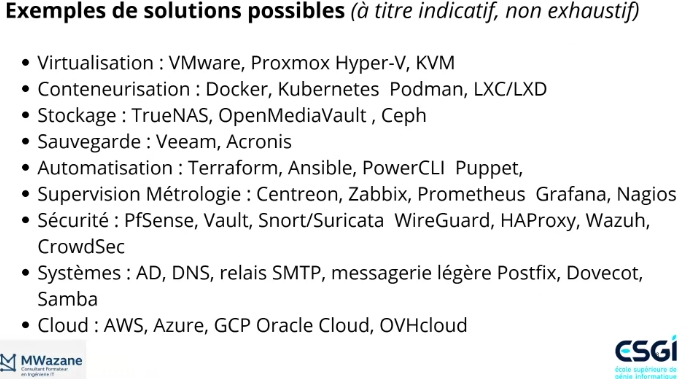 Exemples de solutions possibles (à titre indicatif, non exhaustif)
• Virtualisation : VMware, Proxmox Hyper-V, KVM
• Conteneurisation : Docker, Kubernetes Podman, LXC/LXD
• Stockage : TrueNAS, OpenMediaVault , Ceph
• Sauvegarde : Veeam, Acronis
• Automatisation : Terraform, Ansible, PowerCLI Puppet,
• Supervision Métrologie : Centreon, Zabbix, Prometheus Grafana, Nagios
• Sécurité : PfSense, Vault, Snort/Suricata WireGuard, HAProxy, Wazuh,
CrowdSec
• Systèmes : AD, DNS, relais SMTP, messagerie légère Postfix, Dovecot,
Samba
• Cloud : AWS, Azure, GCP Oracle Cloud, OVHcloud
MWazane
Consultant Formateur
en Ingénierie IT
ESGI
école supérieure de
génie informatique